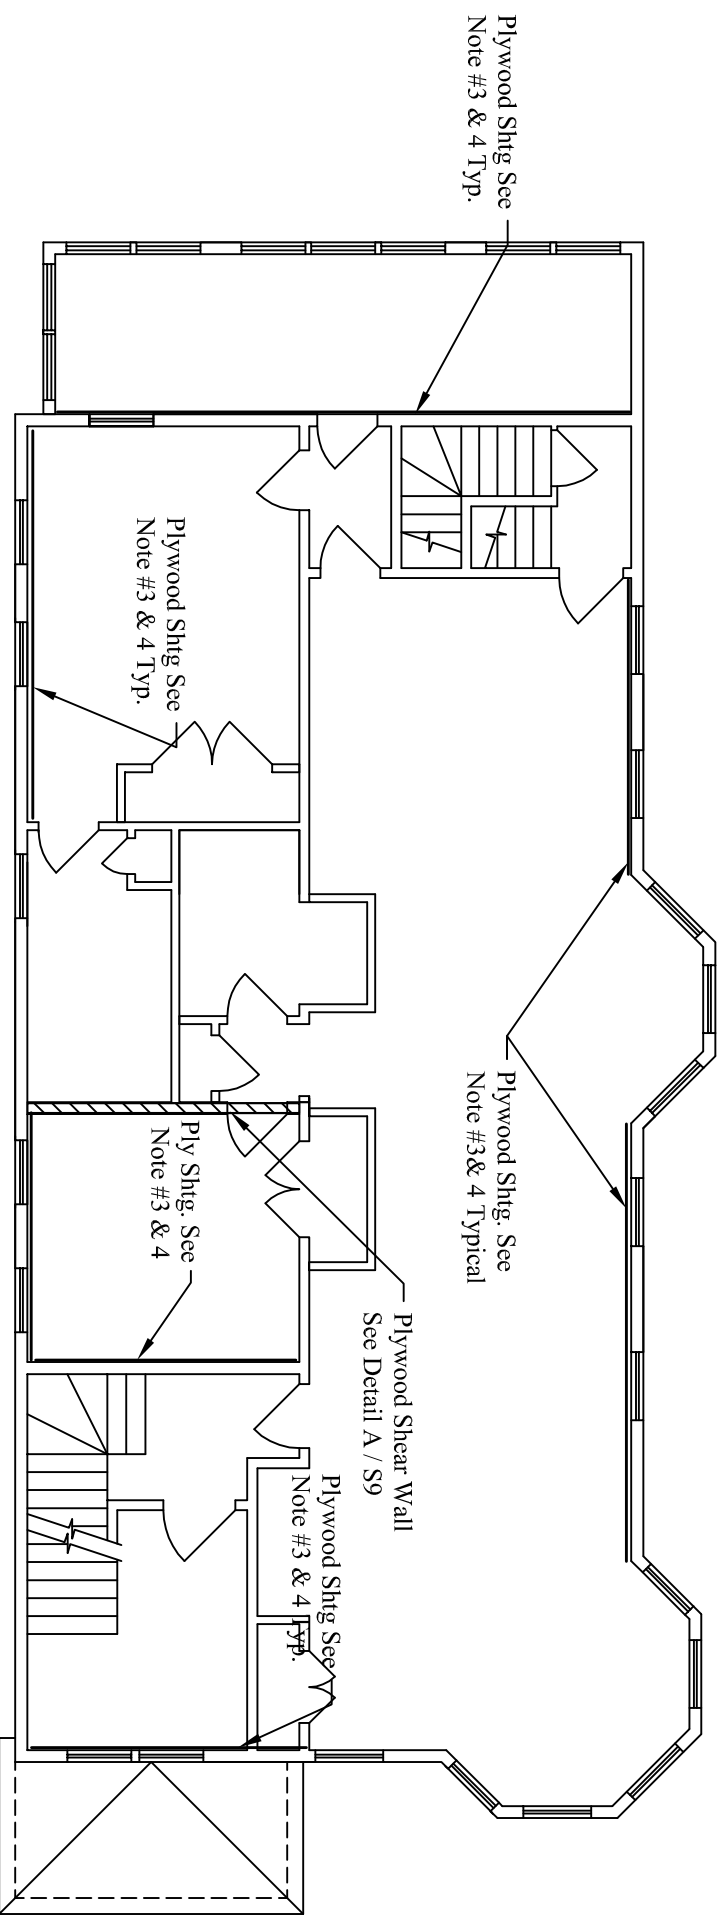 Plywood Shtg See
Note #3 & 4 Typ.
Plywood Shtg See
Note #3 & 4 Typ.
Plywood Shtg. See
Note #3& 4 Typical
Ply Shtg. See
Note #3 & 4
Plywood Shear Wall
See Detail A / S9
Plywood Shtg See
Note #3 & 4 Typ.